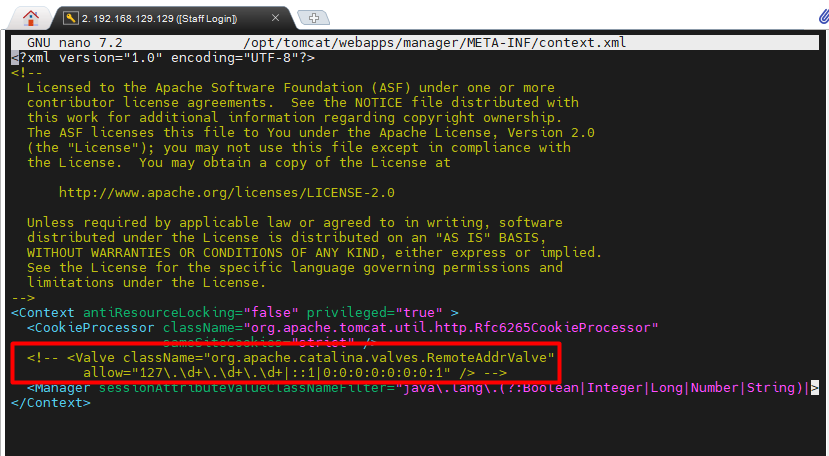 2. 192.168.129.129 ([Staff Login])
GNU nano 7.2 /opt/tomcat/webapps/manager/META-INF/context.xml
<?xml version="1.0" encoding="UTF-8"?>
<!--
Licensed to the Apache Software Foundation (ASF) under one or more
contributor license agreements.  See the NOTICE file distributed with
this work for additional information regarding copyright ownership.
The ASF licenses this file to You under the Apache License, Version 2.0
(the "License"); you may not use this file except in compliance with
the License.  You may obtain a copy of the License at
http://www.apache.org/licenses/LICENSE-2.0
Unless required by applicable law or agreed to in writing, software
distributed under the License is distributed on an "AS IS" BASIS,
WITHOUT WARRANTIES OR CONDITIONS OF ANY KIND, either express or implied.
See the License for the specific language governing permissions and
limitations under the License.
-->
<Context antiResourceLocking="false" privileged="true" >
<CookieProcessor className="org.apache.tomcat.util.http.Rfc6265CookieProcessor"
sameSiteCookies="strict" />
<!-- <Valve className="org.apache.catalina.valves.RemoteAddrValve"
allow="127\.\d+\.\d+\.\d+|::1|0:0:0:0:0:0:0:1" /> -->
<Manager sessionAttributeValueClassNameFilter="java\.lang\.(?:Boolean|Integer|Long|Number|String)|>
</Context>